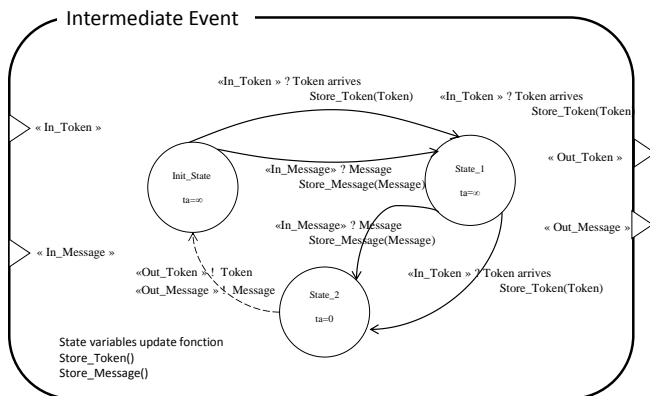 Intermediate Event
«In_Token » ? Token arrives
Store_Token(Token)
«In_Token » ? Token arrives
Store_Token(Token)
« In_Token »
« Out_Token »
«In_Message» ? Message
Store_Message(Message)
Init_State
ta=∞
State_1
ta=∞
«In_Message» ? Message
Store_Message(Message)
« Out_Message »
« In_Message »
«Out_Token » ! Token
«Out_Message » ! Message
«In_Token » ? Token arrives
Store_Token(Token)
State_2
ta=0
State variables update fonction
Store_Token()
Store_Message()